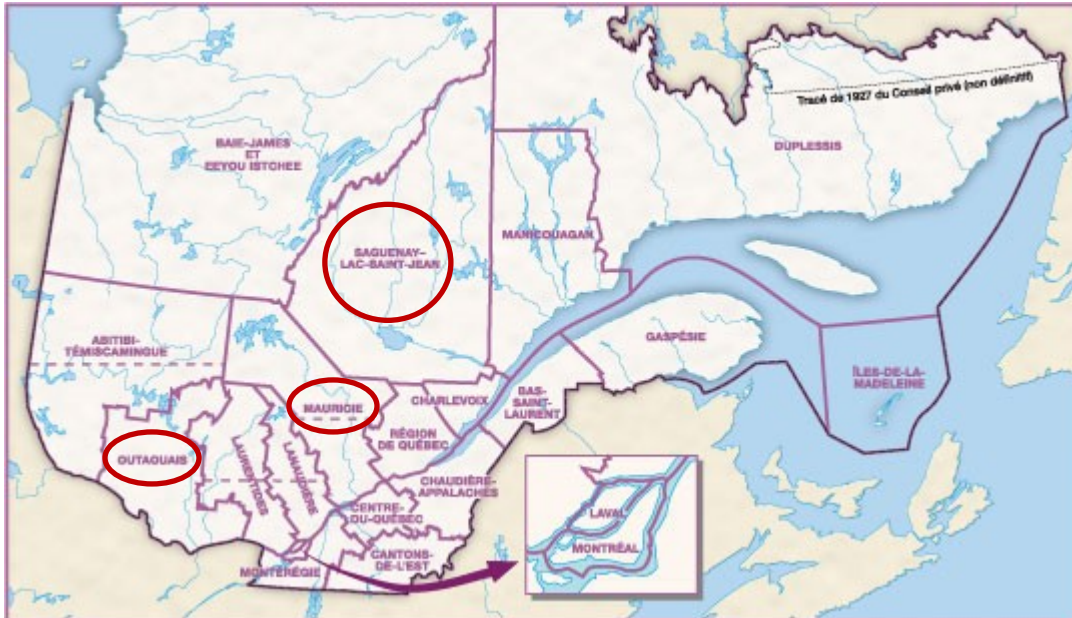 Tracé de 1927 du Conseil privé (non définitif)
BAIE-JAMES
ET
EEYOU ISTCHEE
DUPLESSIS
MANICOUAGAN
SAGUENAY–
LAC-SAINT-JEAN
ABITIBI-
TÉMISCAMINGUE
GASPÉSIE
ÎLES-DE-LA-
MADELEINE
MAURICIE
CHARLEVOIX
BAS-
SAINT-
LAURENT
RÉGION
DE QUÉBEC
OUTAOUAIS
LAURENTIDES
LANAUDIÈRE
CHAUDIÈRE-
APPALACHES
CENTRE-
DU-QUÉBEC
CANTONS-
DE-L'EST
MONTÉRÉGIE
LAVAL
MONTRÉAL